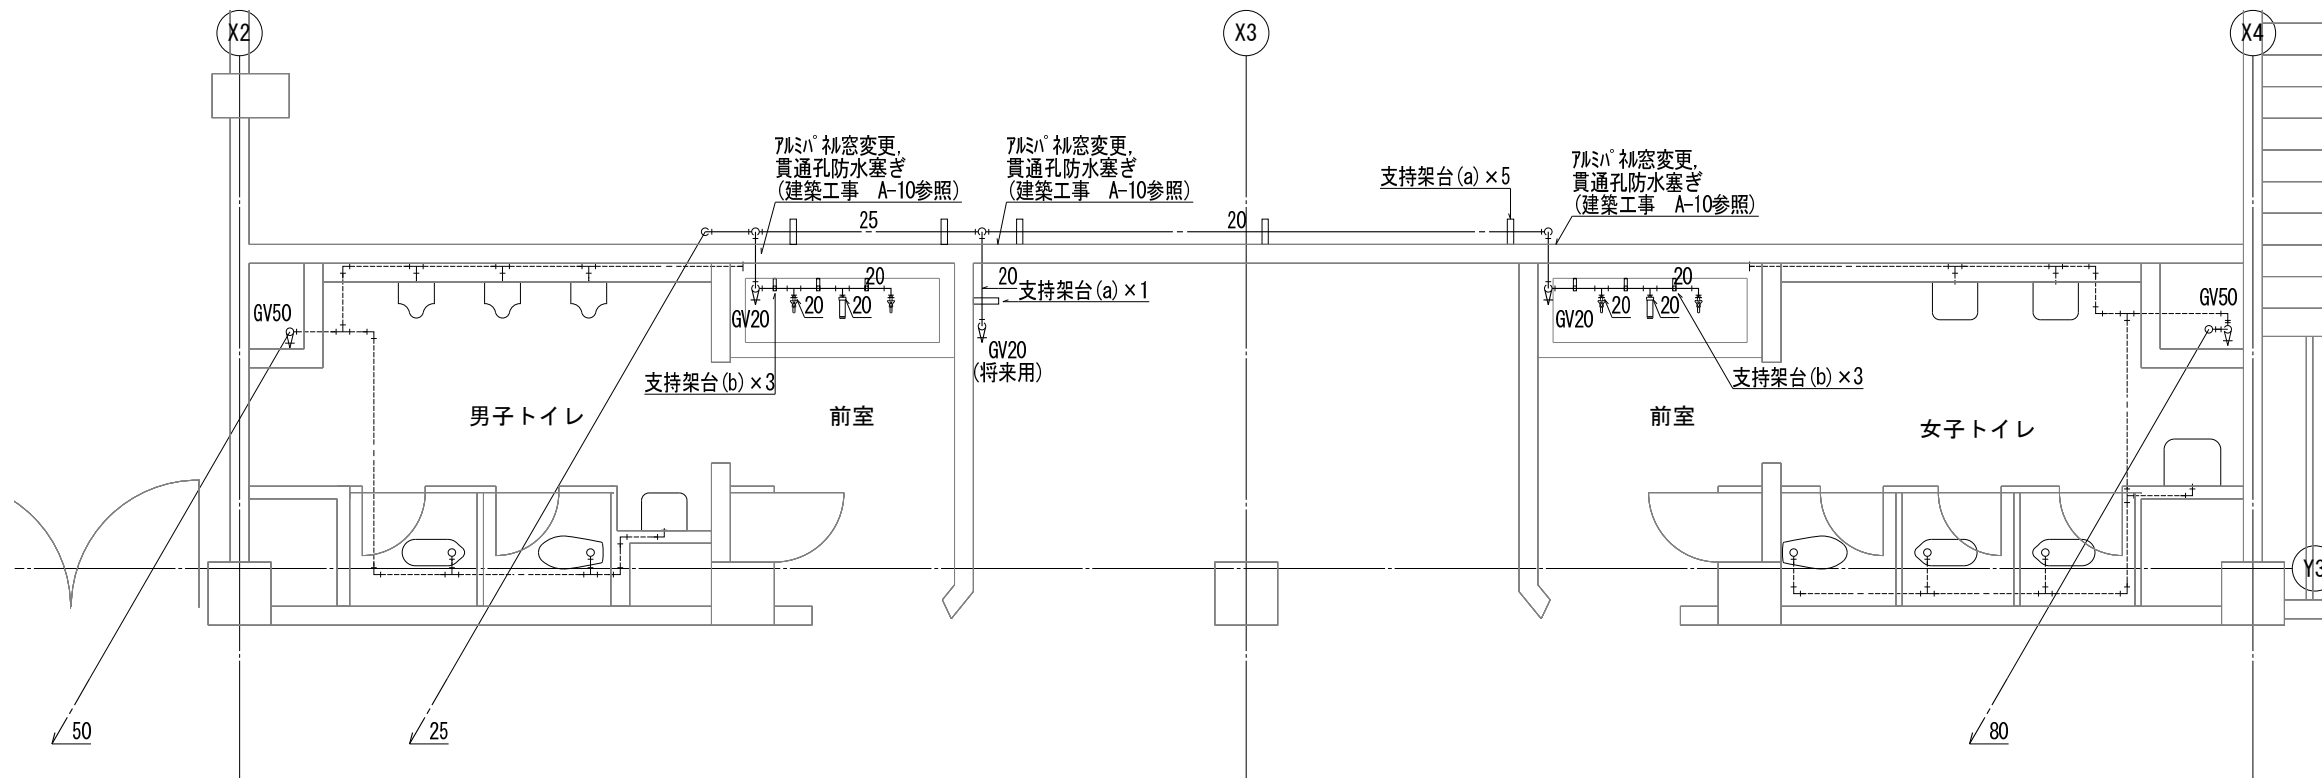 X2
X3
X4
ｱﾙﾐﾊﾟﾈﾙ窓変更,
貫通孔防水塞ぎ
(建築工事　A-10参照)
ｱﾙﾐﾊﾟﾈﾙ窓変更,
貫通孔防水塞ぎ
(建築工事　A-10参照)
支持架台(a)×5
ｱﾙﾐﾊﾟﾈﾙ窓変更,
貫通孔防水塞ぎ
(建築工事　A-10参照)
25
20
20
20
支持架台(a)×1
20
GV50
GV20
20
20
GV20
20
20
GV50
GV20
(将来用)
支持架台(b)×3
支持架台(b)×3
男子トイレ
前室
前室
女子トイレ
Y3
50
25
80